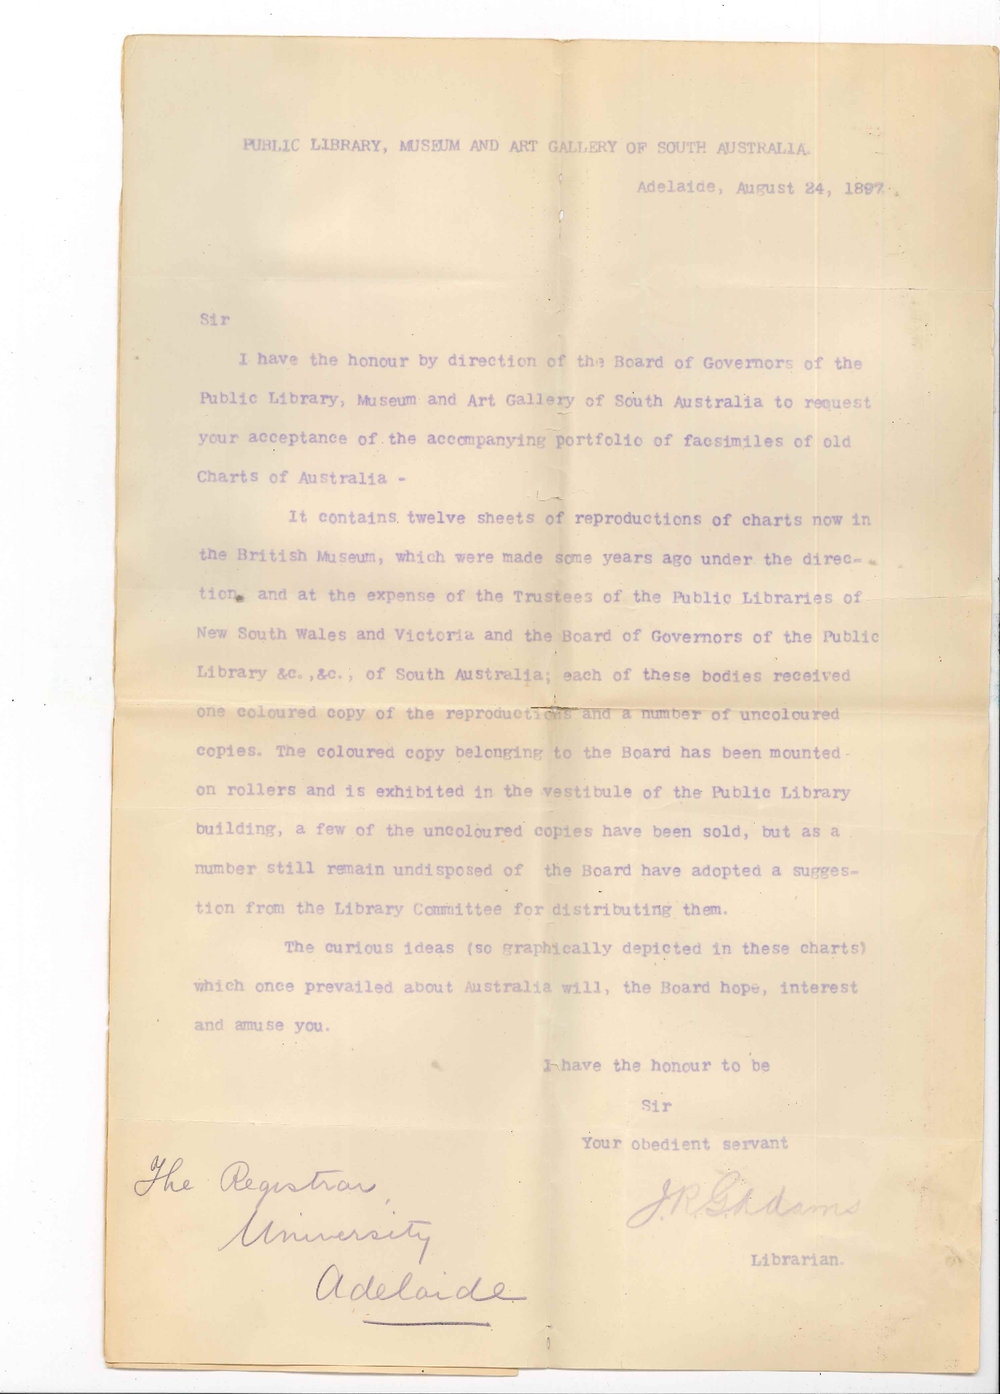 PUBLIC LIBRARY, MUSEUM AND ART GALLERY OF SOUTH AUSTRALIA.
Adelaide, August 24, 1897.
Sir
I have the honour by direction of the Board of Governors of the
Public Library, Museum and Art Gallery of South Australia to request
your acceptance of the accompanying portfolio of facsimiles of old
Charts of Australia -
It contains twelve sheets of reproductions of charts now in
the British Museum, which were made some years ago under the direc-
tion, and at the expense of the Trustees of the Public Libraries of
New South Wales and Victoria and the Board of Governors of the Public
Library &c.,&c., of South Australia; each of these bodies received
one coloured copy of the reproductions and a number of uncoloured
copies. The coloured copy belonging to the Board has been mounted
on rollers and is exhibited in the vestibule of the Public Library
building, a few of the uncoloured copies have been sold, but as a
number still remain undisposed of the Board have adopted a sugges-
tion from the Library Committee for distributing them.
The curious ideas (so graphically depicted in these charts)
which once prevailed about Australia will, the Board hope, interest
and amuse you.
I have the honour to be
Sir
Your obedient servant
J.R.G. Adams
Librarian.
The Registrar,
University
Adelaide